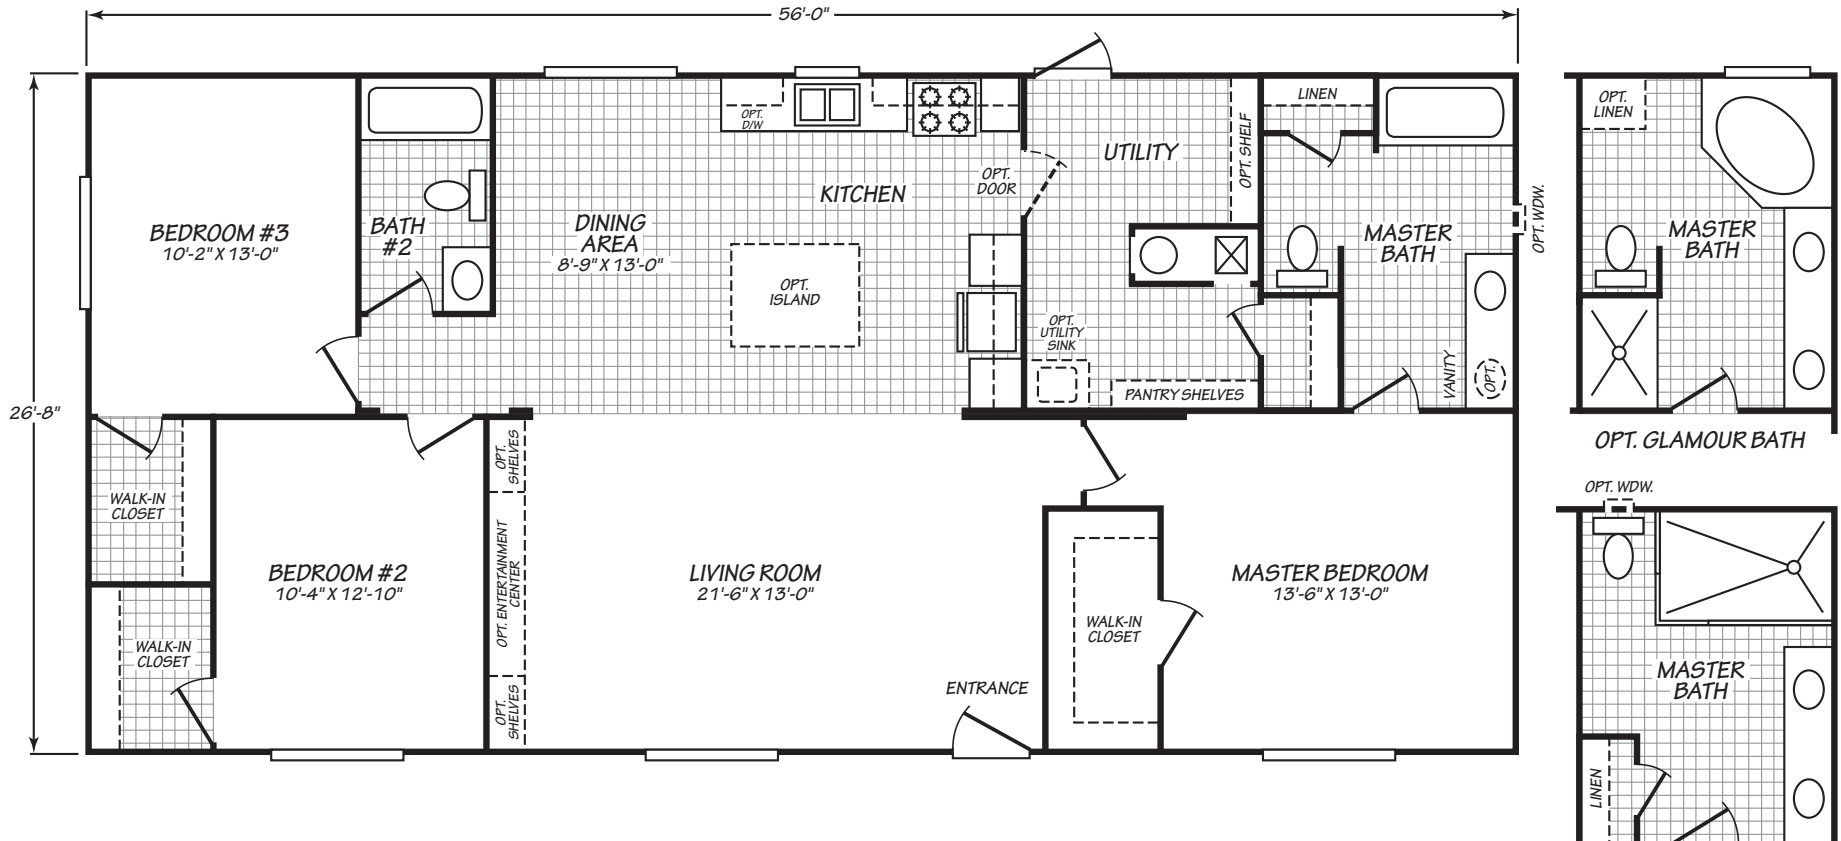 56'-0"
26'-8"
BEDROOM #3
10'-2" X 13'-0"
BATH
#2
DINING
AREA
8'-9" X 13'-0"
OPT.
D/W
KITCHEN
OPT.
ISLAND
OPT.
DOOR
UTILITY
OPT. SHELF
OPT.
UTILITY
SINK
PANTRY SHELVES
LINEN
MASTER
BATH
OPT. WDW.
VANITY
OPT.
WALK-IN
CLOSET
WALK-IN
CLOSET
BEDROOM #2
10'-4" X 12'-10"
OPT.
SHELVES
OPT. ENTERTAINMENT
CENTER
OPT.
SHELVES
LIVING ROOM
21'-6" X 13'-0"
ENTRANCE
WALK-IN
CLOSET
MASTER BEDROOM
13'-6" X 13'-0"
OPT.
LINEN
MASTER
BATH
OPT. GLAMOUR BATH
OPT. WDW.
MASTER
BATH
LINEN